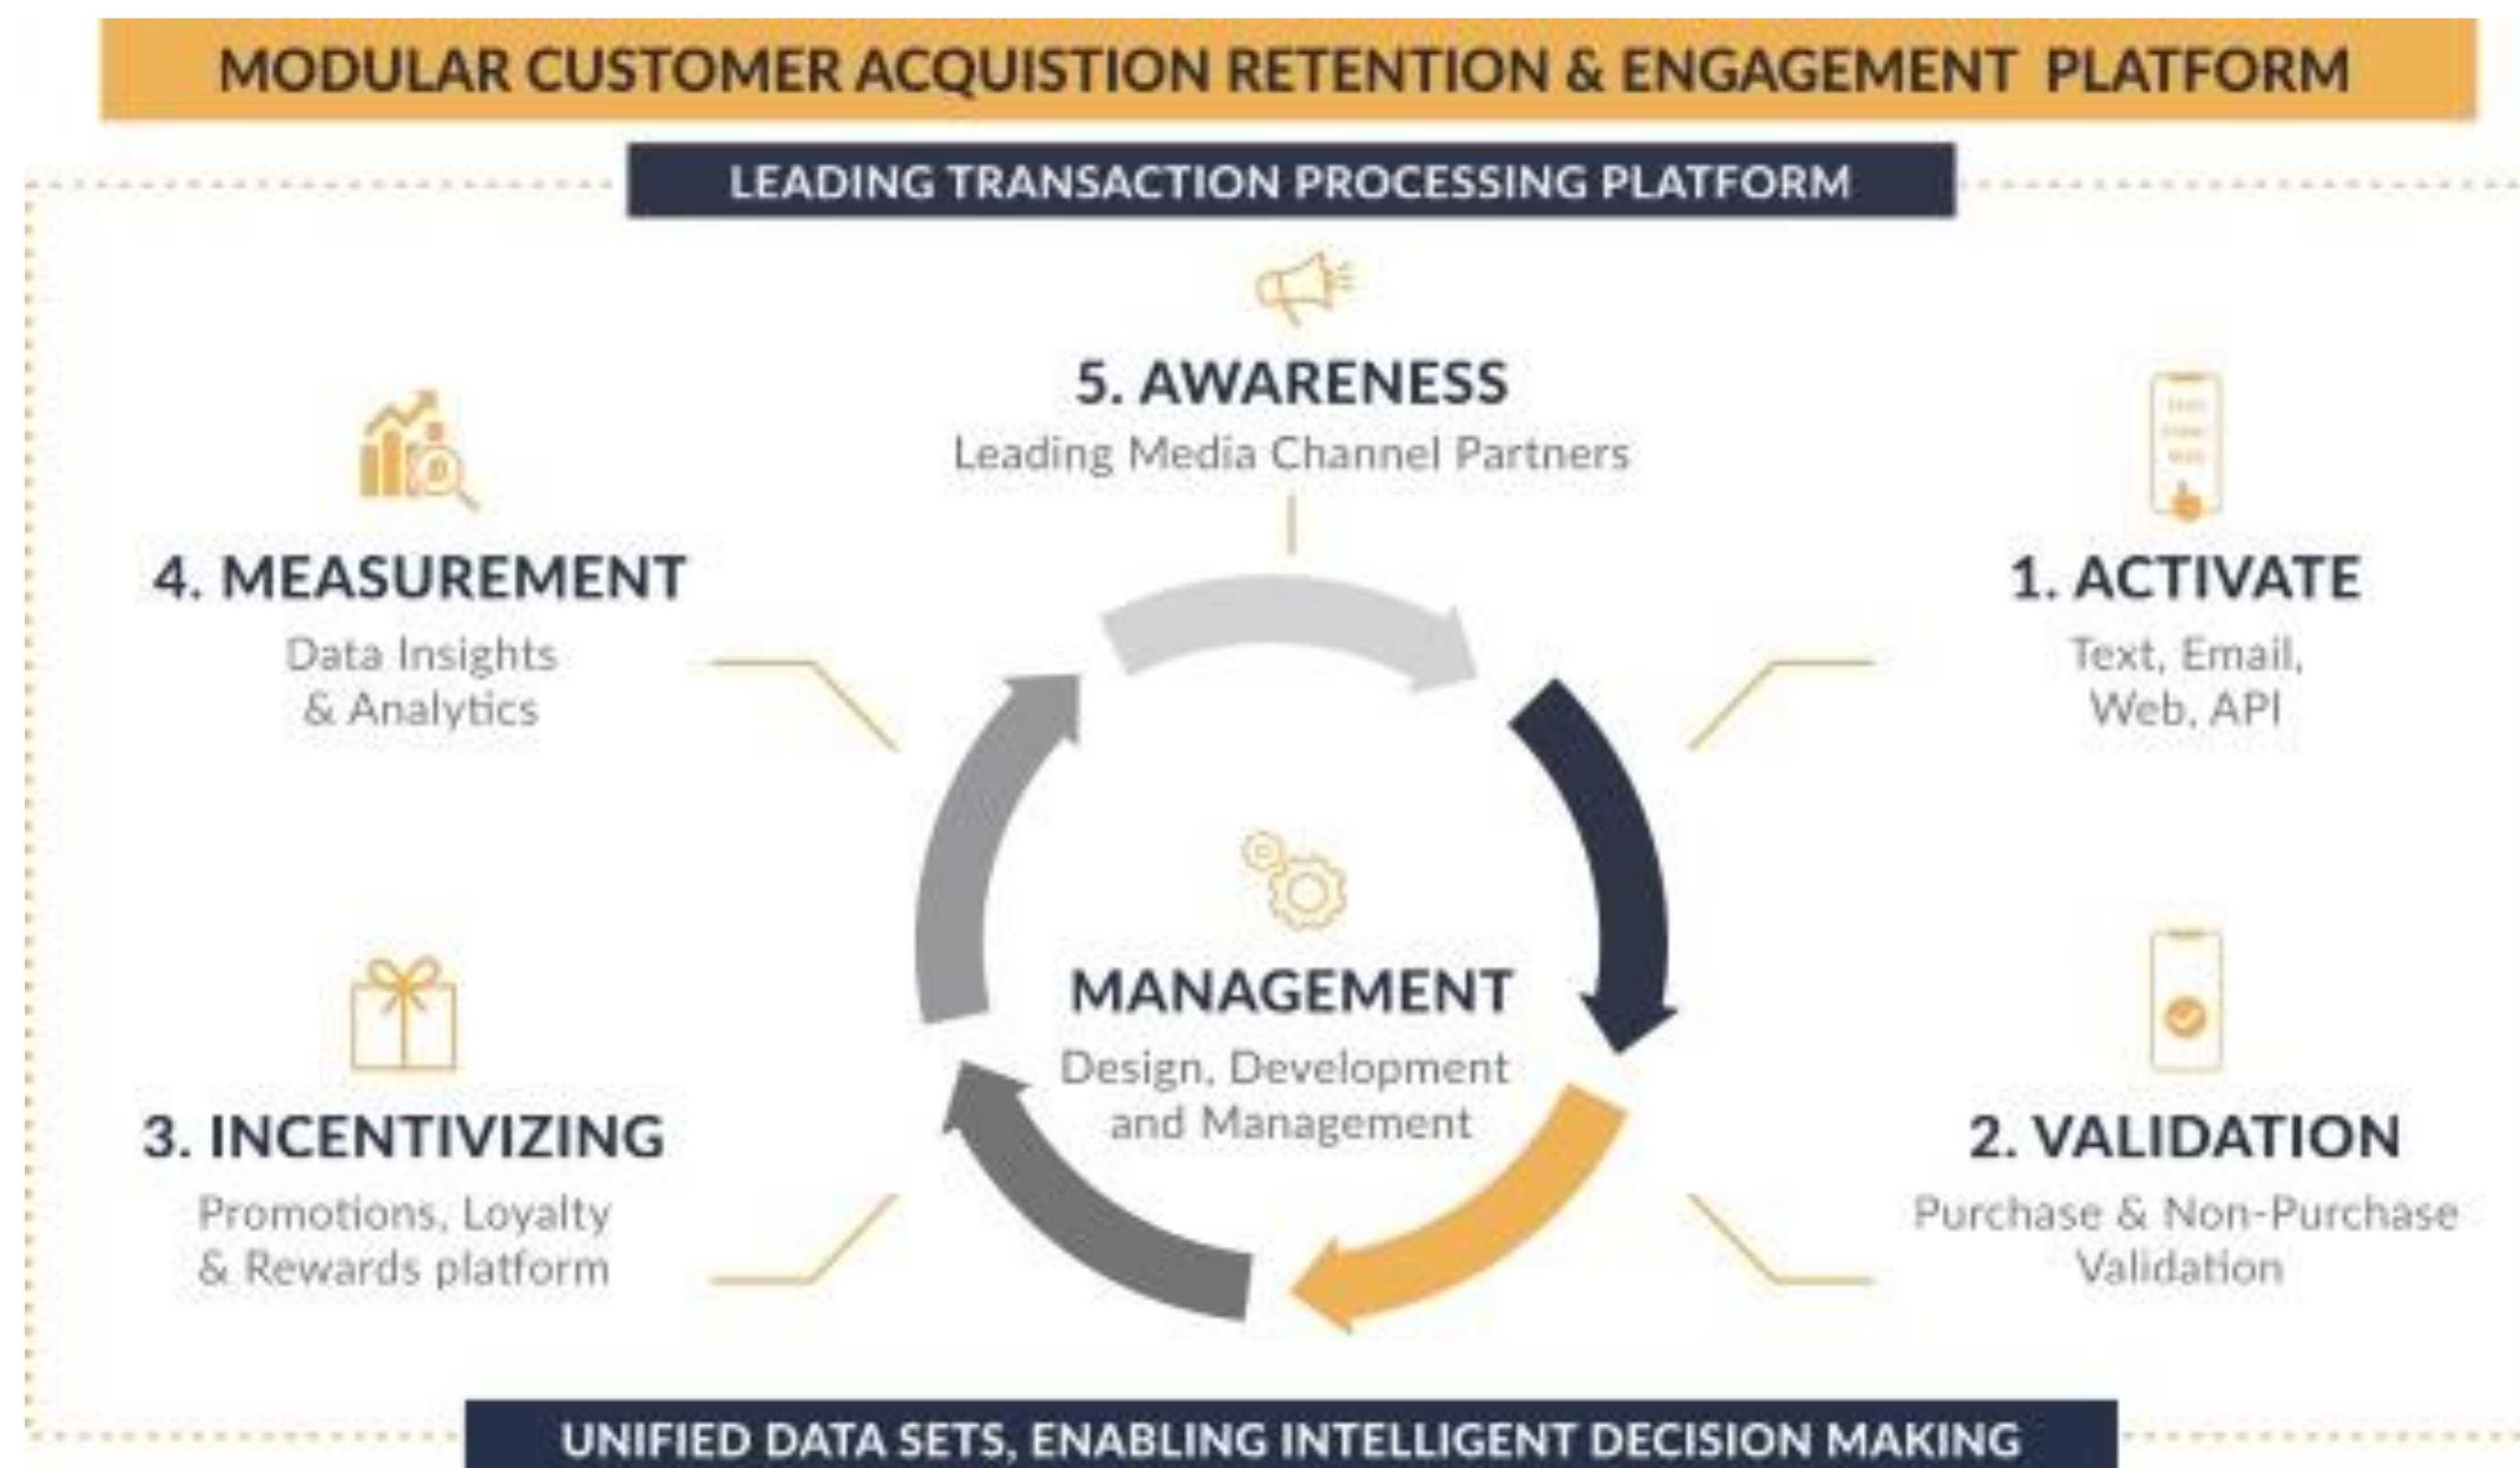 MODULAR CUSTOMER ACQUISTION RETENTION & ENGAGEMENT PLATFORM
LEADING TRANSACTION PROCESSING PLATFORM
5. AWARENESS
Leading Media Channel Partners
4. MEASUREMENT
Data Insights
& Analytics
1. ACTIVATE
Text, Email,
Web, API
MANAGEMENT
Design, Development
and Management
3. INCENTIVIZING
Promotions, Loyalty
& Rewards platform
2. VALIDATION
Purchase & Non-Purchase
Validation
UNIFIED DATA SETS, ENABLING INTELLIGENT DECISION MAKING